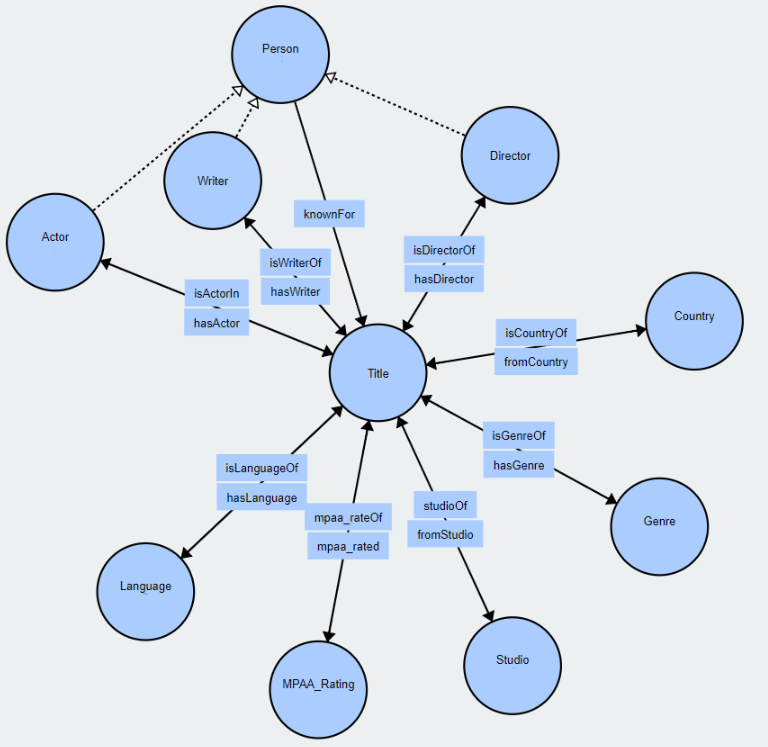 Person
Director
Writer
knownFor
Actor
isDirectorOf
hasDirector
isWriterOf
hasWriter
isActorIn
hasActor
Country
isCountryOf
fromCountry
Title
isGenreOf
hasGenre
isLanguageOf
hasLanguage
studioOf
fromStudio
mpaa_rateOf
mpaa_rated
Genre
Language
Studio
MPAA_Rating